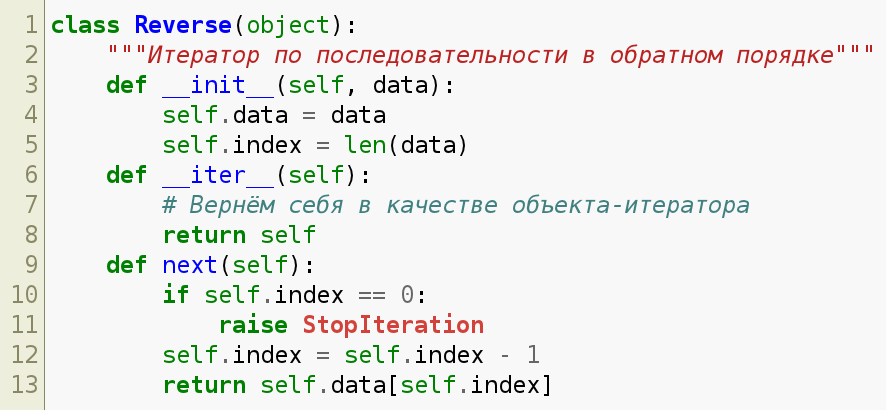 1 class Reverse(object):
2     """Итератор по последовательности в обратном порядке"""
3     def __init__(self, data):
4         self.data = data
5         self.index = len(data)
6     def __iter__(self):
7         # Вернём себя в качестве объекта-итератора
8         return self
9     def next(self):
10         if self.index == 0:
11             raise StopIteration
12         self.index = self.index - 1
13         return self.data[self.index]